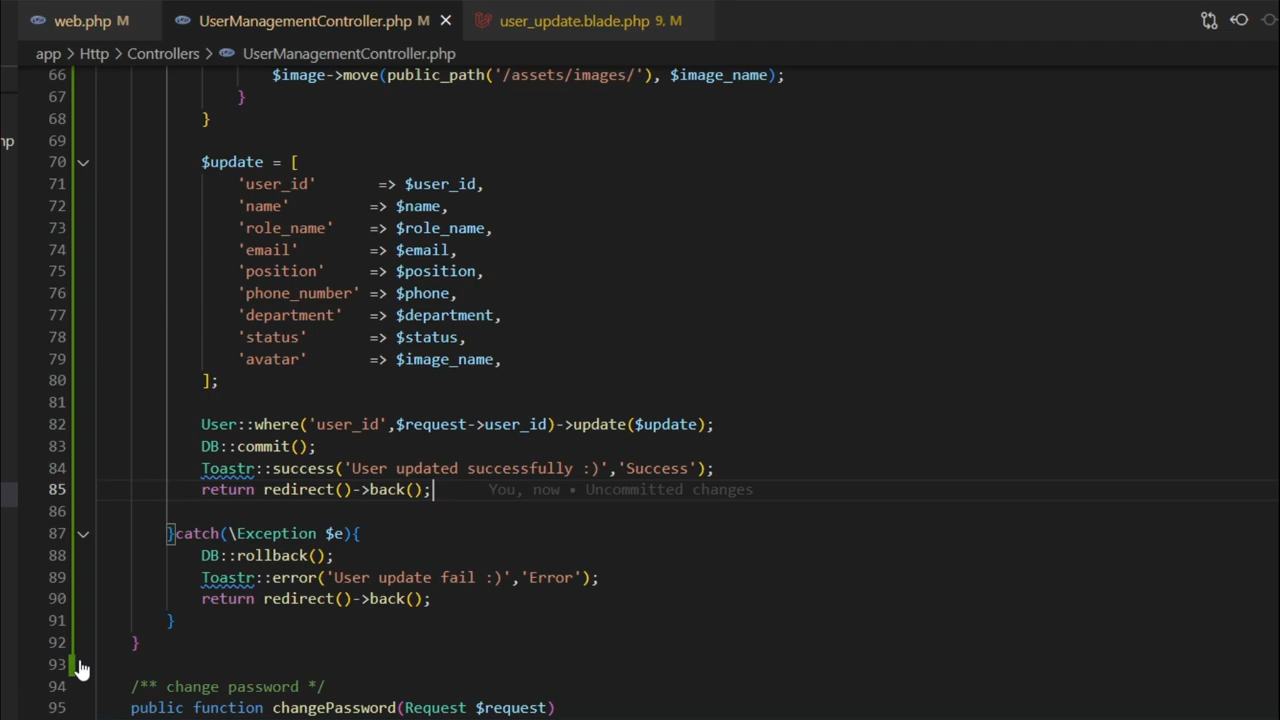 web.php M
UserManagementController.php M
user_update.blade.php 9, M
app > Http > Controllers > UserManagementController.php
66 $image->move(public_path('/assets/images/'), $image_name);
67 }
68 }
69
70 $update = [
71 'user_id' => $user_id,
72 'name' => $name,
73 'role_name' => $role_name,
74 'email' => $email,
75 'position' => $position,
76 'phone_number' => $phone,
77 'department' => $department,
78 'status' => $status,
79 'avatar' => $image_name,
80 ];
81
82 User::where('user_id',$request->user_id)->update($update);
83 DB::commit();
84 Toastr::success('User updated successfully :)','Success');
85 return redirect()->back(); You, now • Uncommitted changes
86
87 }catch(\Exception $e){
88 DB::rollback();
89 Toastr::error('User update fail :)','Error');
90 return redirect()->back();
91 }
92 }
93
94 /** change password */
95 public function changePassword(Request $request)